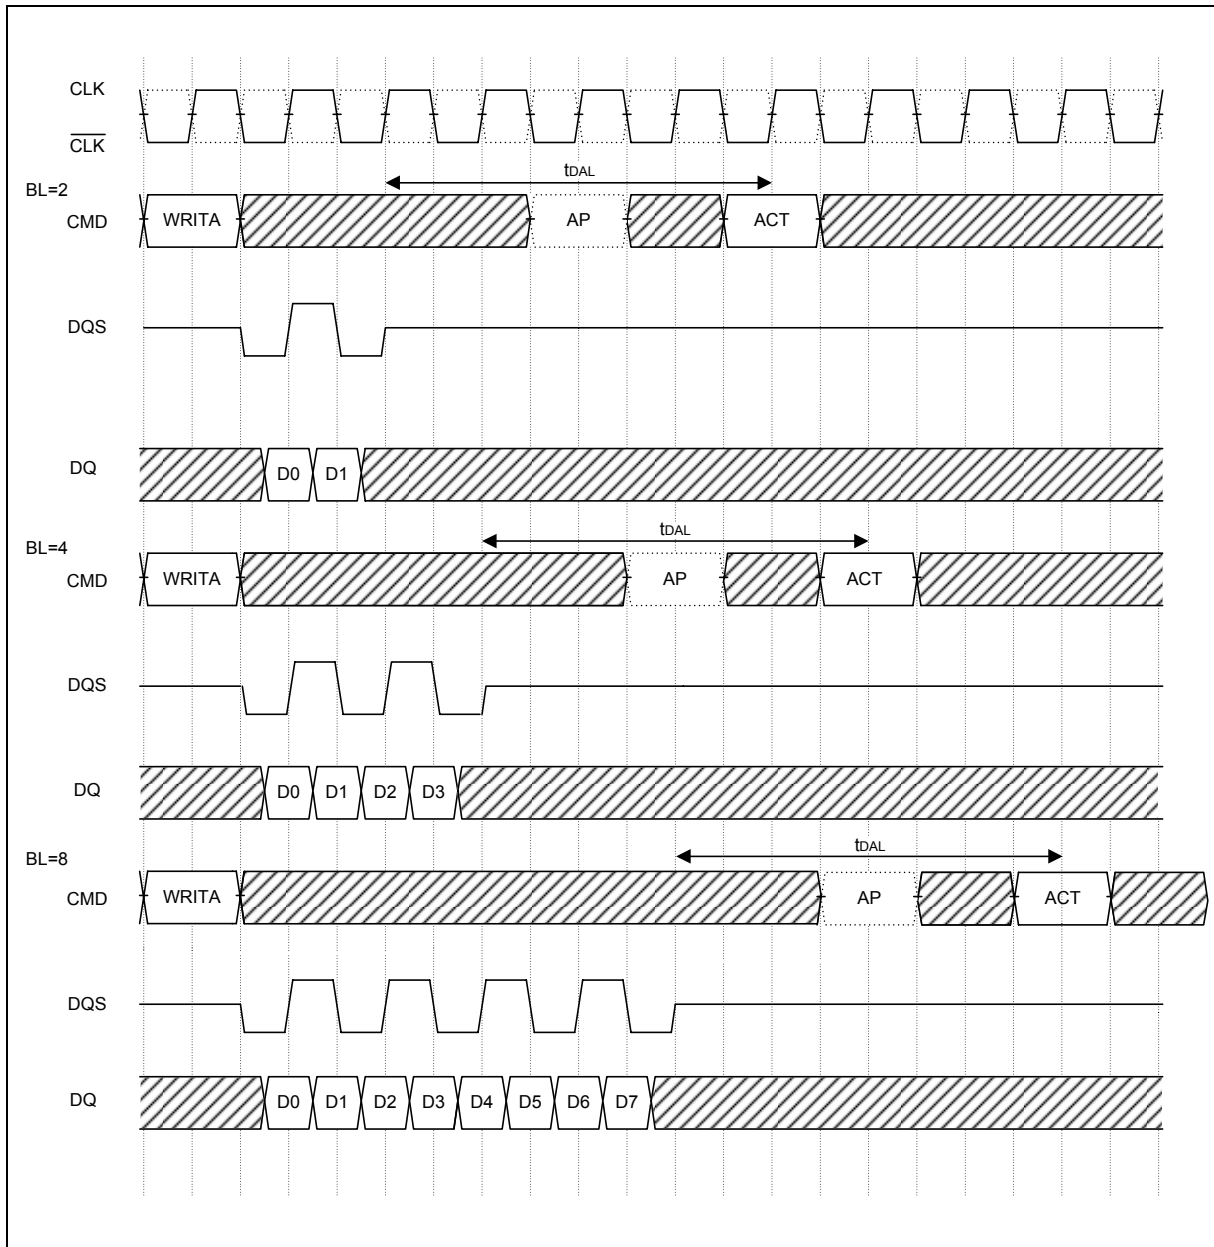 CLK
CLK
tDAL
BL=2
CMD WRITA AP ACT
DQS
DQ D0 D1
tDAL
BL=4
CMD WRITA AP ACT
DQS
DQ D0 D1 D2 D3
tDAL
BL=8
CMD WRITA AP ACT
DQS
DQ D0 D1 D2 D3 D4 D5 D6 D7